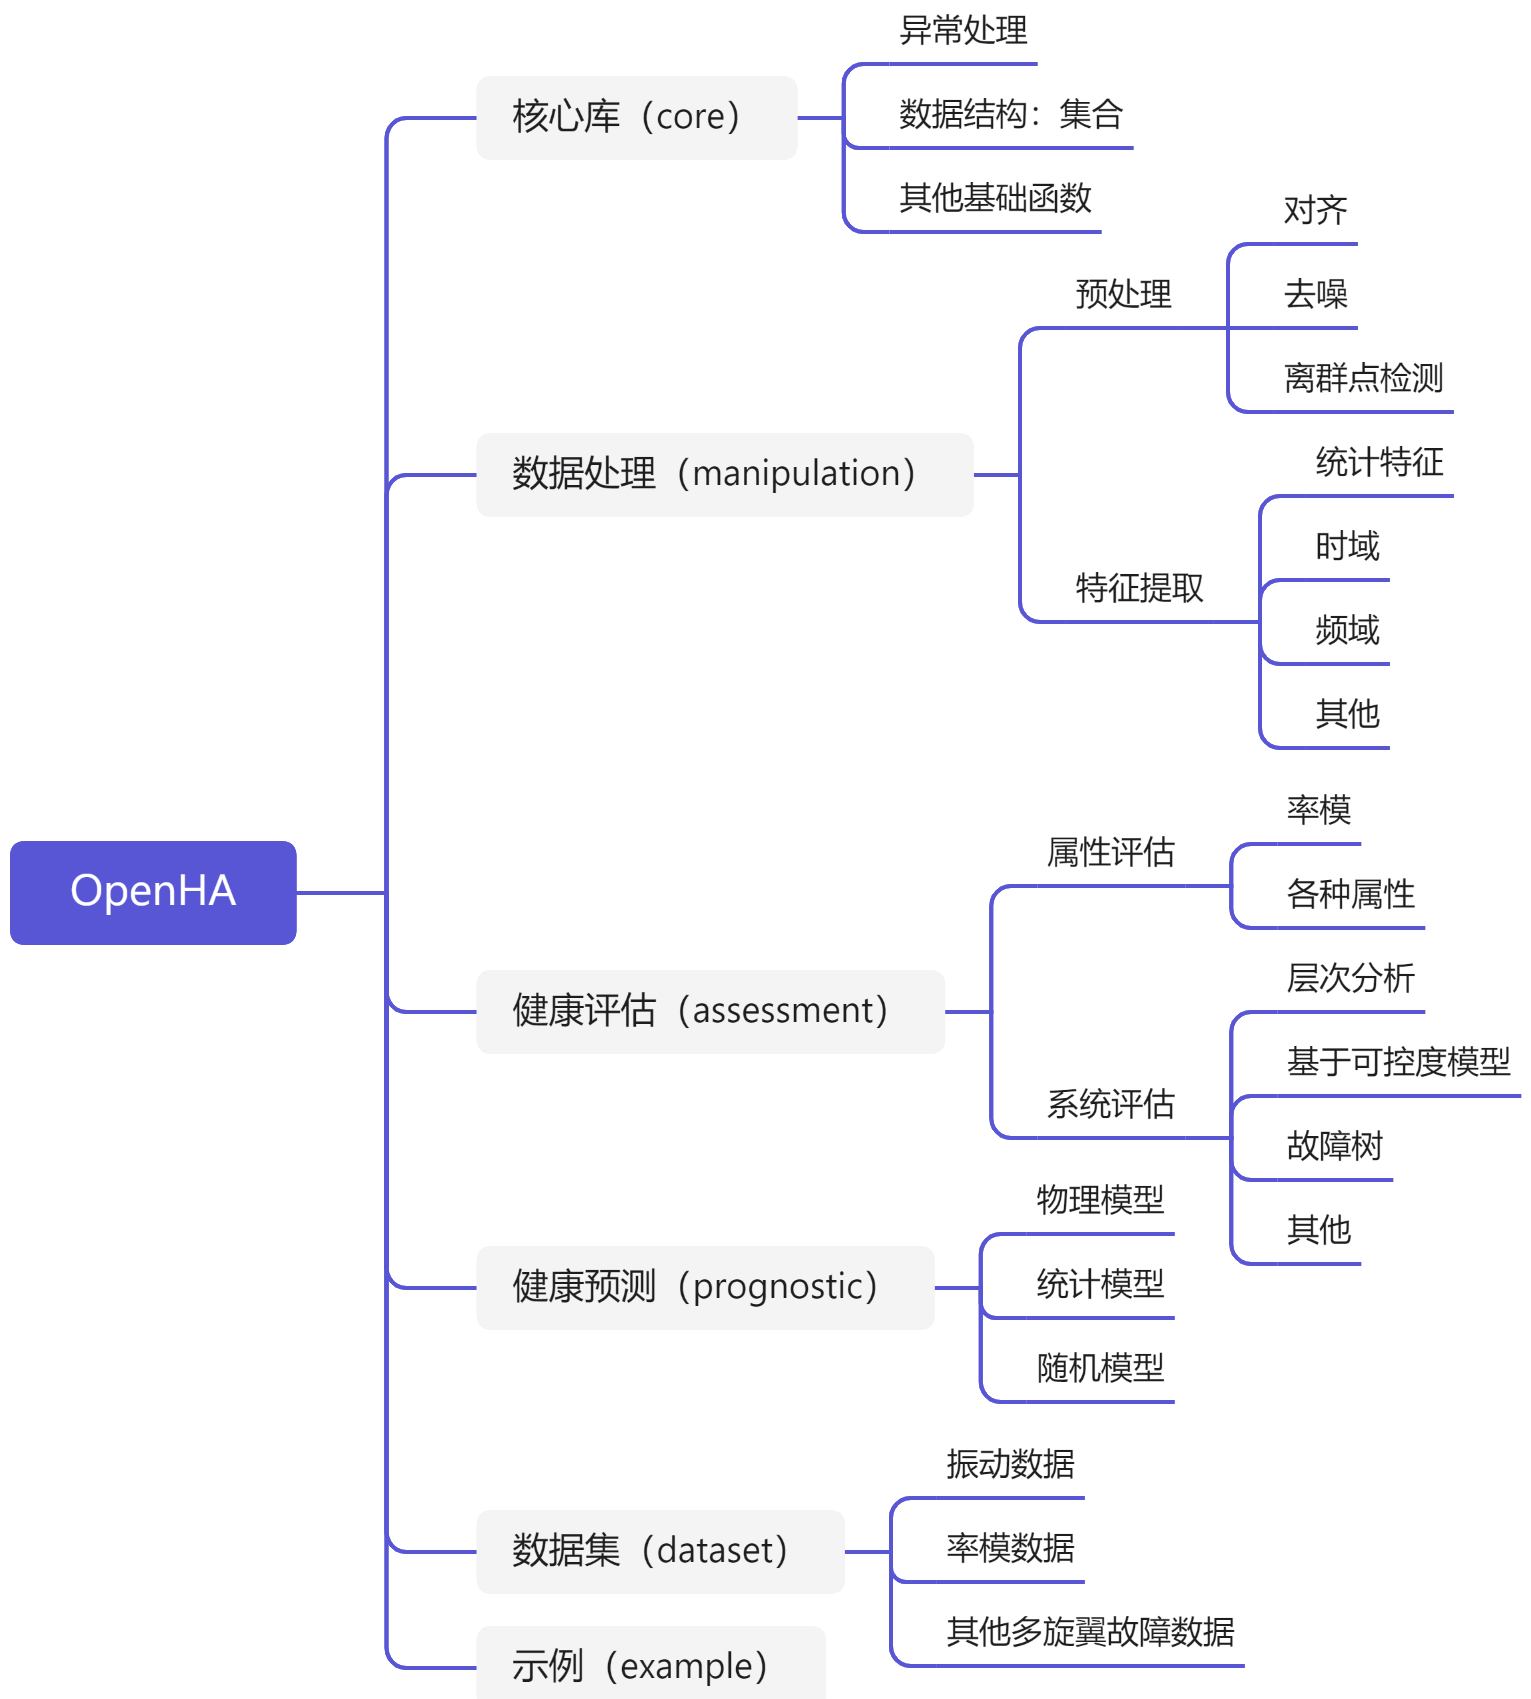 OpenHA
核心库（core）
异常处理
数据结构：集合
其他基础函数
数据处理（manipulation）
预处理
对齐
去噪
离群点检测
特征提取
统计特征
时域
频域
其他
健康评估（assessment）
属性评估
率模
各种属性
系统评估
层次分析
基于可控度模型
故障树
其他
健康预测（prognostic）
物理模型
统计模型
随机模型
数据集（dataset）
振动数据
率模数据
其他多旋翼故障数据
示例（example）